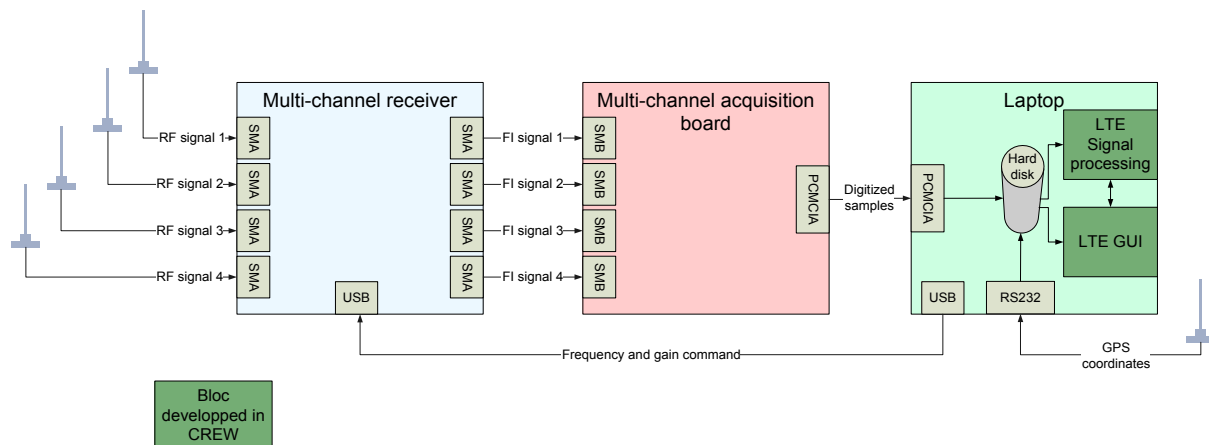 Multi-channel receiver
Multi-channel acquisition
board
Laptop
RF signal 1
SMA
SMA
FI signal 1
SMB
RF signal 2
SMA
SMA
FI signal 2
SMB
RF signal 3
SMA
SMA
FI signal 3
SMB
RF signal 4
SMA
SMA
FI signal 4
SMB
USB
PCMCIA
Digitized
samples
PCMCIA
Hard
disk
LTE
Signal
processing
LTE GUI
USB
RS232
Frequency and gain command
GPS
coordinates
Bloc
developped in
CREW